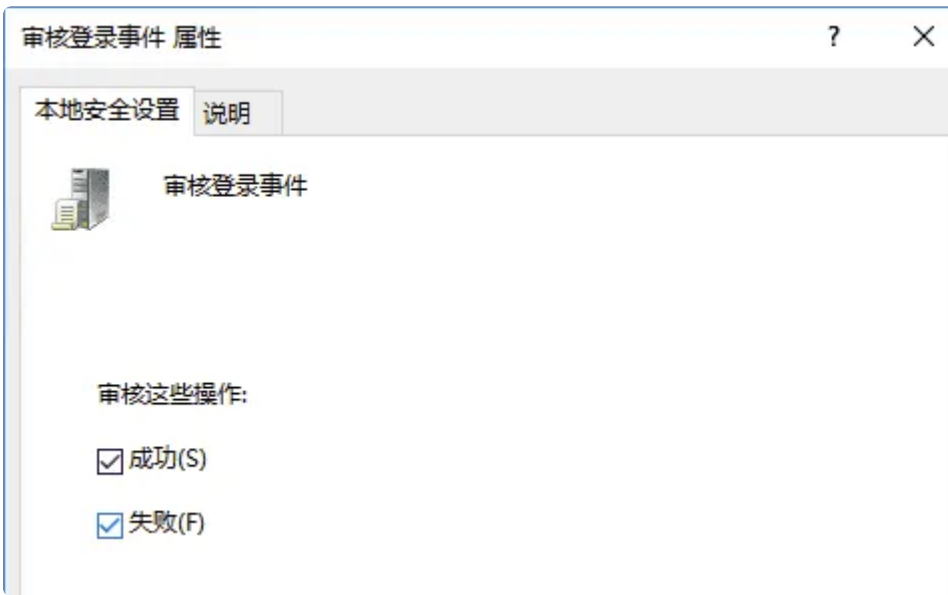 审核登录事件 属性
? ×
本地安全设置 说明
审核登录事件
审核这些操作:
成功(S)
失败(F)